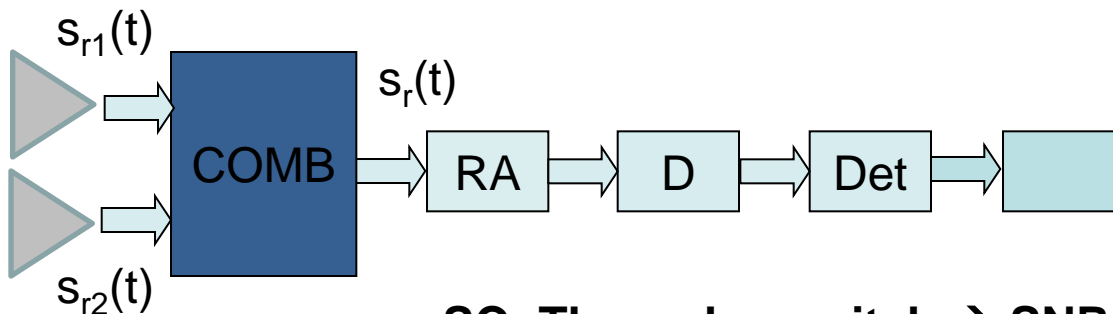 s_r1(t)
s_r(t)
COMB
RA
D
Det
s_r2(t)